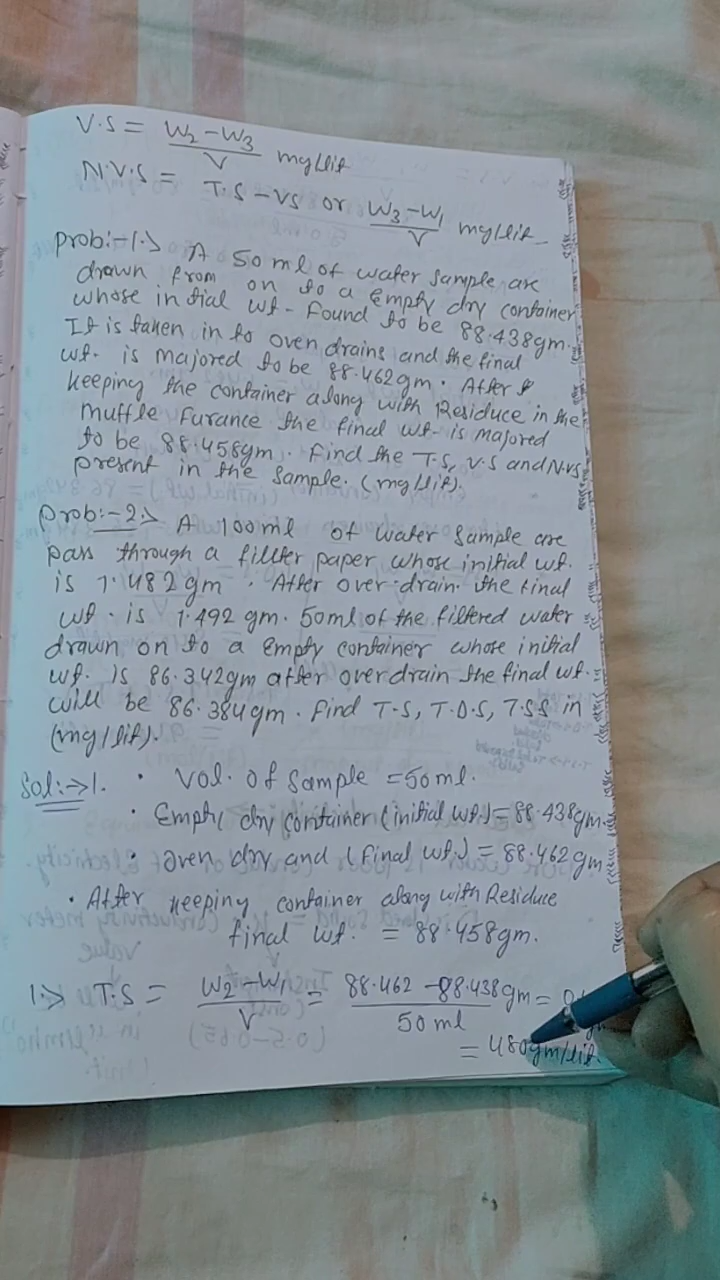 V.S = W2-W3/V mg/lit
N.V.S = T.S-VS or W3-W1/V mg/lit
Prob:-1.> A 50 ml of water sample are
drawn from on to a Empty dry container
whose in tial wt- found to be 88.438gm.
It is taken in to oven drains and the final
wt. is majored to be 88.462gm. After
keeping the container along with Residuce in the
muffle Furance the final wt is majored
to be 88.458gm. Find the T.S, V.S and N.V.S
present in the sample. (mg/lit).
Prob:-2.> A 100ml of water sample are
pass through a fillter paper whose initial wt.
is 1.482gm. After over drain the final
wt. is 1.492 gm. 50ml of the filtered water
drawn on to a Empty container whose initial
wt. is 86.342gm after over drain the final wt.
will be 86.384gm. Find T.S, T.D.S, T.S.S in
(mg/lit).
Sol:->1. • Vol. of Sample = 50ml.
• Empty dry container (initial wt.) = 88.438gm.
• oven dry and (final wt.) = 88.462gm
• After keeping container along with Residuce
final wt. = 88.458gm.
1.> T.S = W2-W1/V = 88.462-88.438gm/50 ml =
= 480gm/lit.